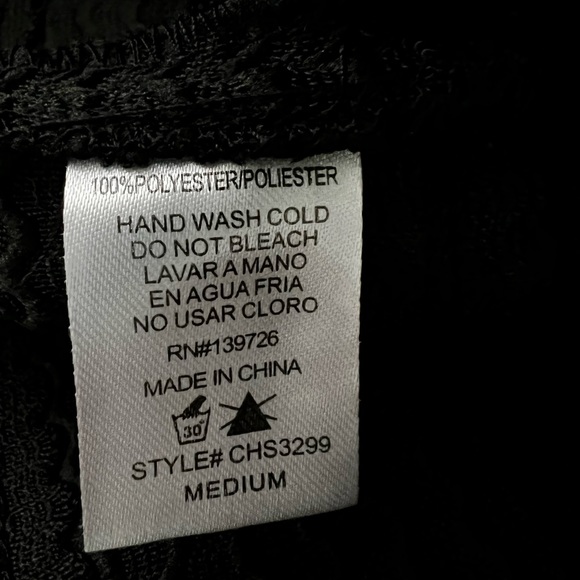 100%POLYESTER/POLIESTER
HAND WASH COLD
DO NOT BLEACH
LAVAR A MANO
EN AGUA FRIA
NO USAR CLORO
RN#139726
MADE IN CHINA
30°
STYLE# CHS3299
MEDIUM